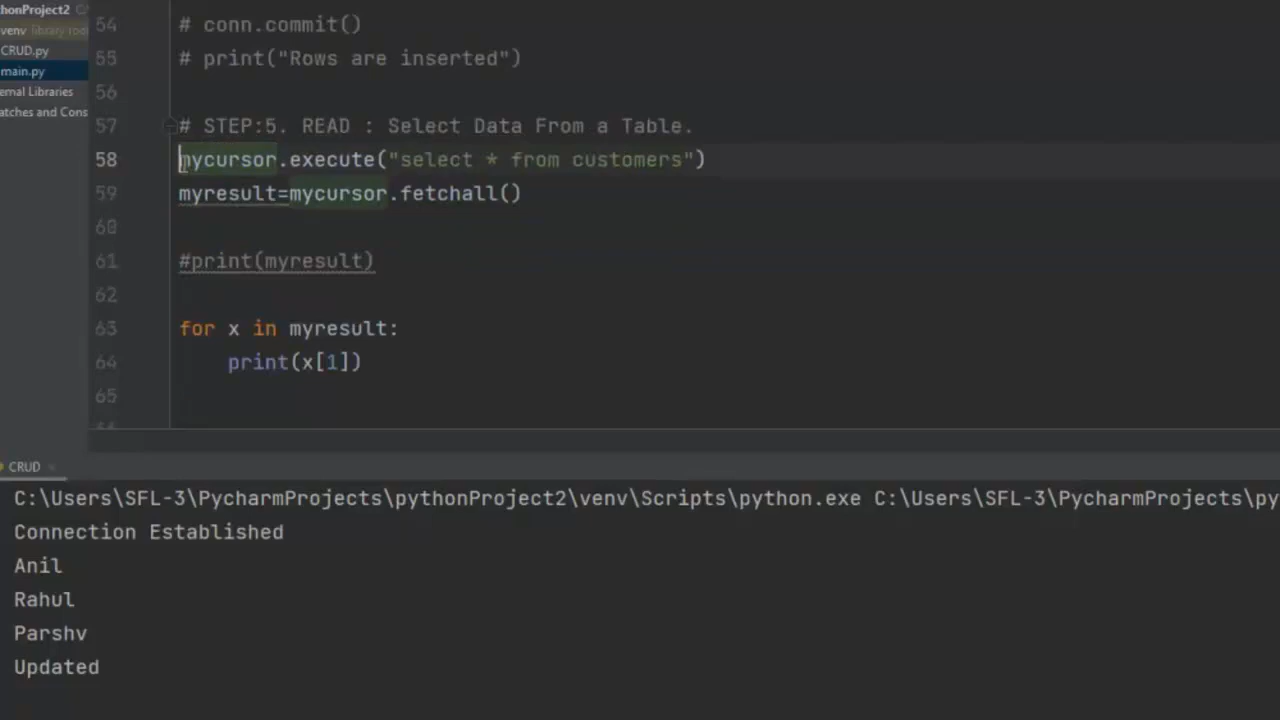 thonProject2
venv library roo
CRUD.py
main.py
ernal Libraries
atches and Cons
54 # conn.commit()
55 # print("Rows are inserted")
56
57 # STEP:5. READ : Select Data From a Table.
58 mycursor.execute("select * from customers")
59 myresult=mycursor.fetchall()
60
61 #print(myresult)
62
63 for x in myresult:
64 print(x[1])
65
CRUD
C:\Users\SFL-3\PycharmProjects\pythonProject2\venv\Scripts\python.exe C:\Users\SFL-3\PycharmProjects\py
Connection Established
Anil
Rahul
Parshv
Updated